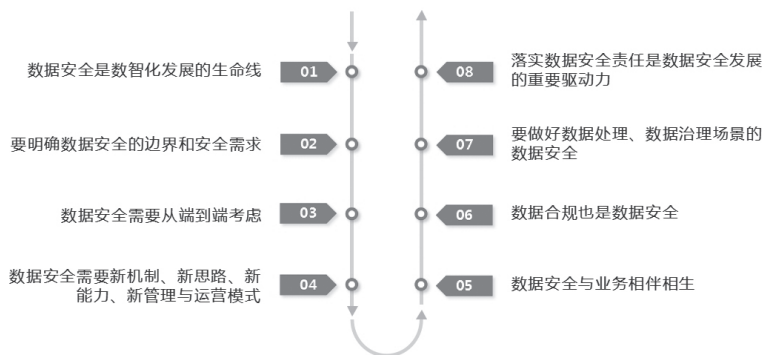 数据安全是数智化发展的生命线
01
要明确数据安全的边界和安全需求
02
数据安全需要从端到端考虑
03
数据安全需要新机制、新思路、新
能力、新管理与运营模式
04
05
数据安全与业务相伴相生
06
数据合规也是数据安全
07
要做好数据处理、数据治理场景的
数据安全
08
落实数据安全责任是数据安全发展
的重要驱动力